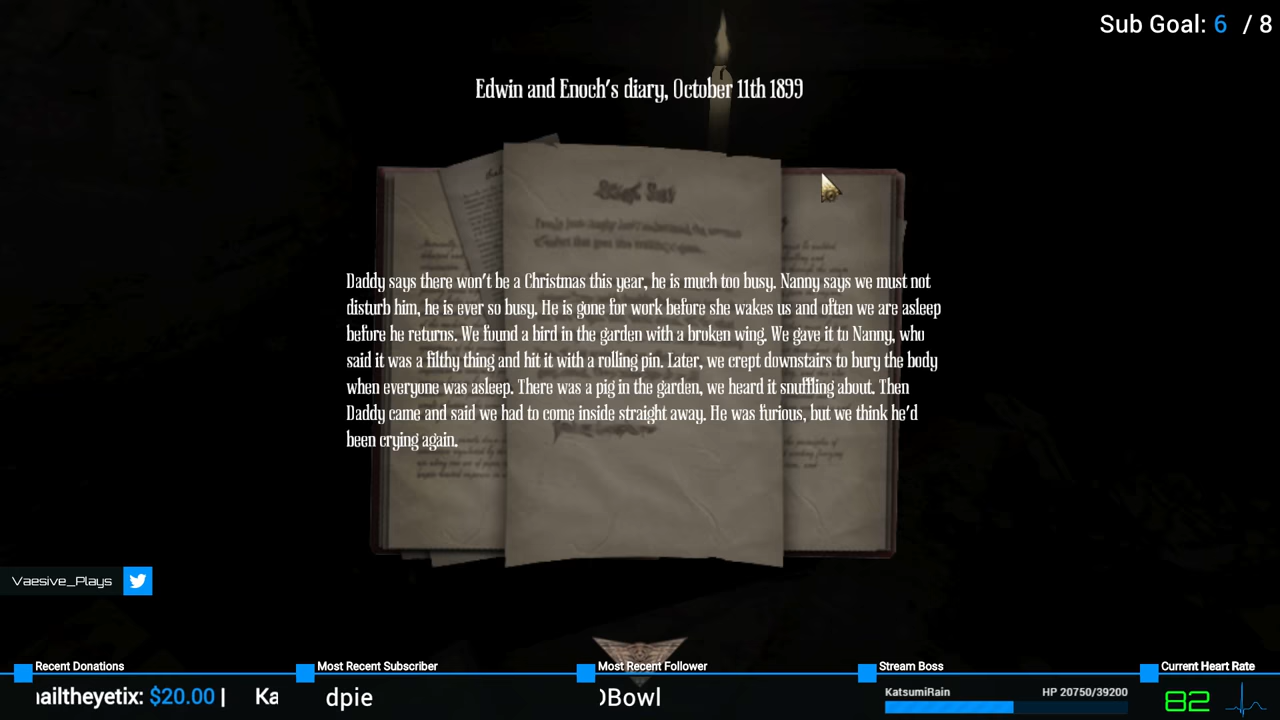 Sub Goal: 6 / 8
Edwin and Enoch's diary, October 11th 1899
Daddy says there won't be a Christmas this year, he is much too busy. Nanny says we must not
disturb him, he is ever so busy. He is gone for work before she wakes us and often we are asleep
before he returns. We found a bird in the garden with a broken wing. We gave it to Nanny, who
said it was a filthy thing and hit it with a rolling pin. Later, we crept downstairs to bury the body
when everyone was asleep. There was a pig in the garden, we heard it snuffling about. Then
Daddy came and said we had to come inside straight away. He was furious, but we think he'd
been crying again.
Vaesive_Plays
Recent Donations
Most Recent Subscriber
Most Recent Follower
Stream Boss
Current Heart Rate
ailtheyetix: $20.00 | Ka
dpie
Bowl
KatsumiRain
HP 20750/39200
82